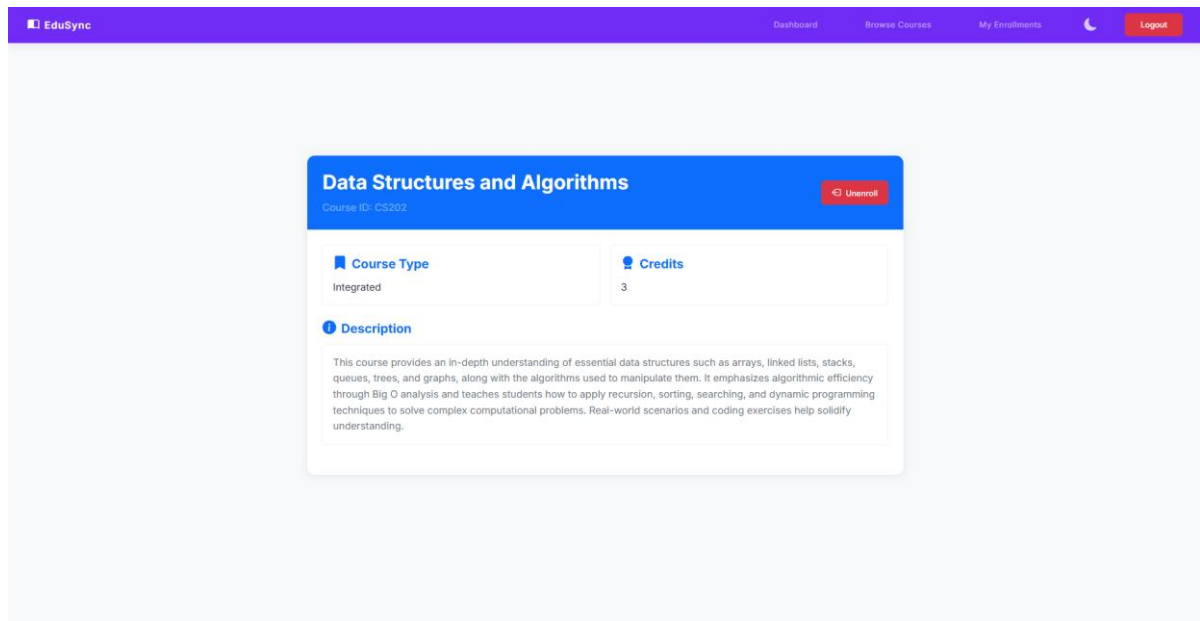 EduSync
Dashboard Browse Courses My Enrollments Logout
Data Structures and Algorithms
Unenroll
Course ID: CS202
Course Type
Integrated
Credits
3
Description
This course provides an in-depth understanding of essential data structures such as arrays, linked lists, stacks,
queues, trees, and graphs, along with the algorithms used to manipulate them. It emphasizes algorithmic efficiency
through Big O analysis and teaches students how to apply recursion, sorting, searching, and dynamic programming
techniques to solve complex computational problems. Real-world scenarios and coding exercises help solidify
understanding.